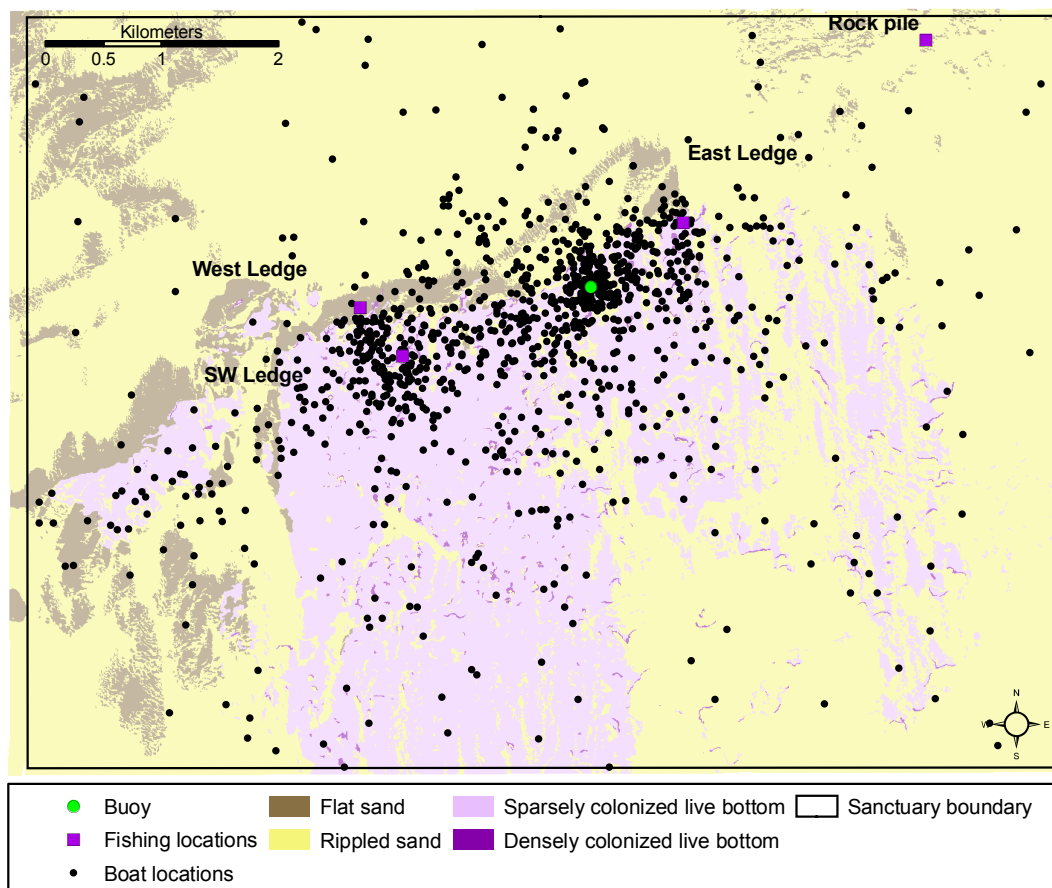 Kilometers
0 0.5 1 2
Rock pile
East Ledge
West Ledge
SW Ledge
N
W E
S
Buoy Flat sand Sparsely colonized live bottom Sanctuary boundary
Fishing locations Rippled sand Densely colonized live bottom
Boat locations